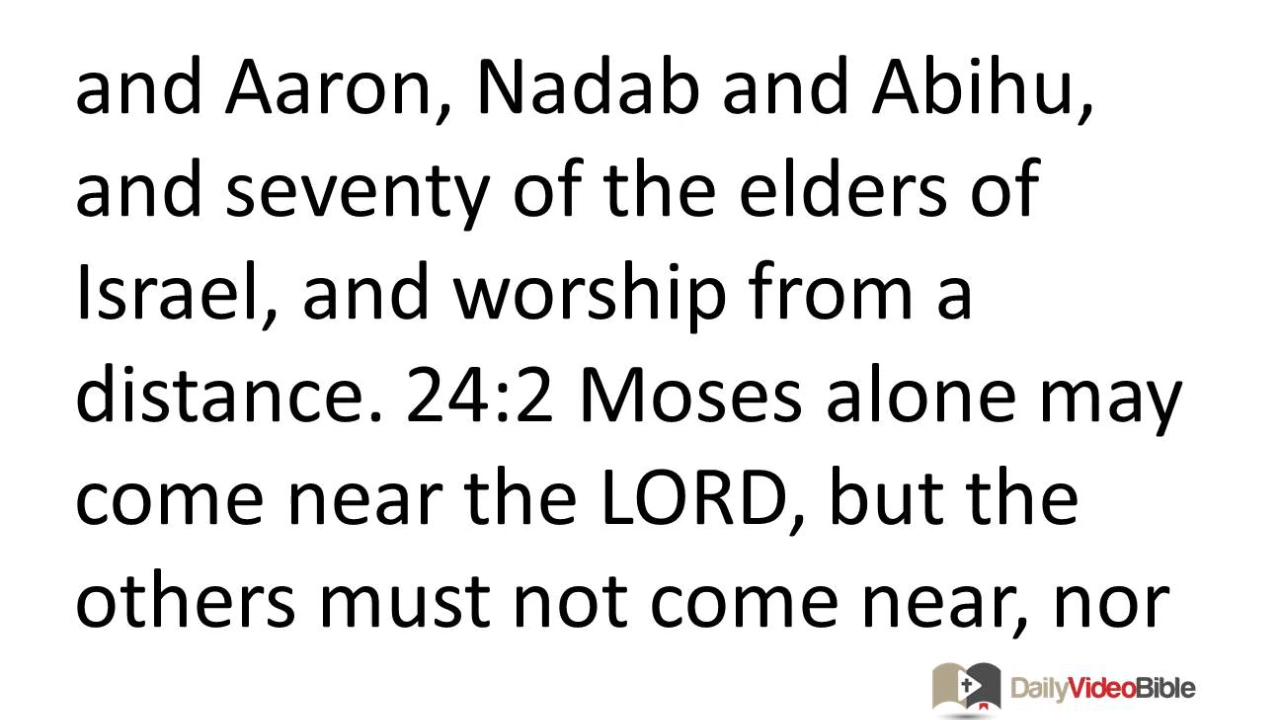 and Aaron, Nadab and Abihu,
and seventy of the elders of
Israel, and worship from a
distance. 24:2 Moses alone may
come near the LORD, but the
others must not come near, nor
DailyVideoBible